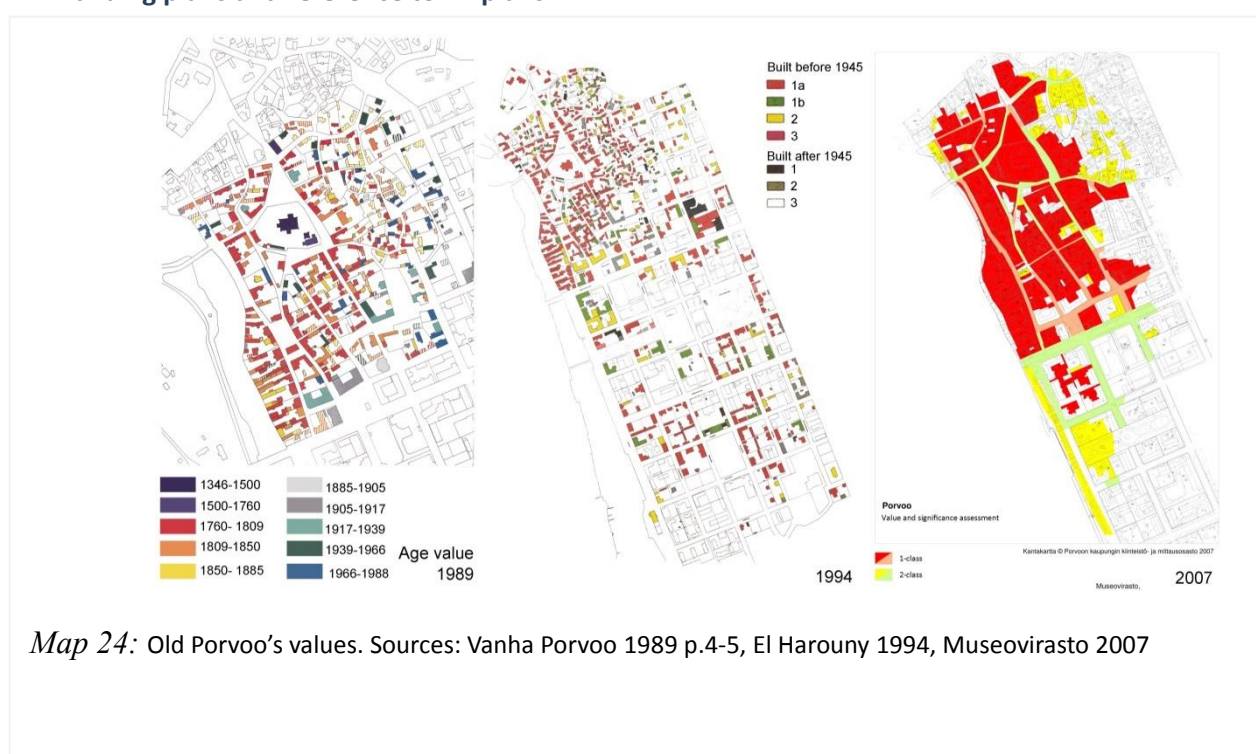 Built before 1945
1a
1b
2
3
Built after 1945
1
2
3
1346-1500
1500-1760
1760- 1809
1809-1850
1850- 1885
1885-1905
1905-1917
1917-1939
1939-1966
1966-1988
Age value
1989
1994
Porvoo
Value and significance assessment
1-class
2-class
Kantakartta © Porvoon kaupungin kiinteistö- ja mittausosasto 2007
Museovirasto,
2007
Map 24: Old Porvoo’s values. Sources: Vanha Porvoo 1989 p.4-5, El Harouny 1994, Museovirasto 2007